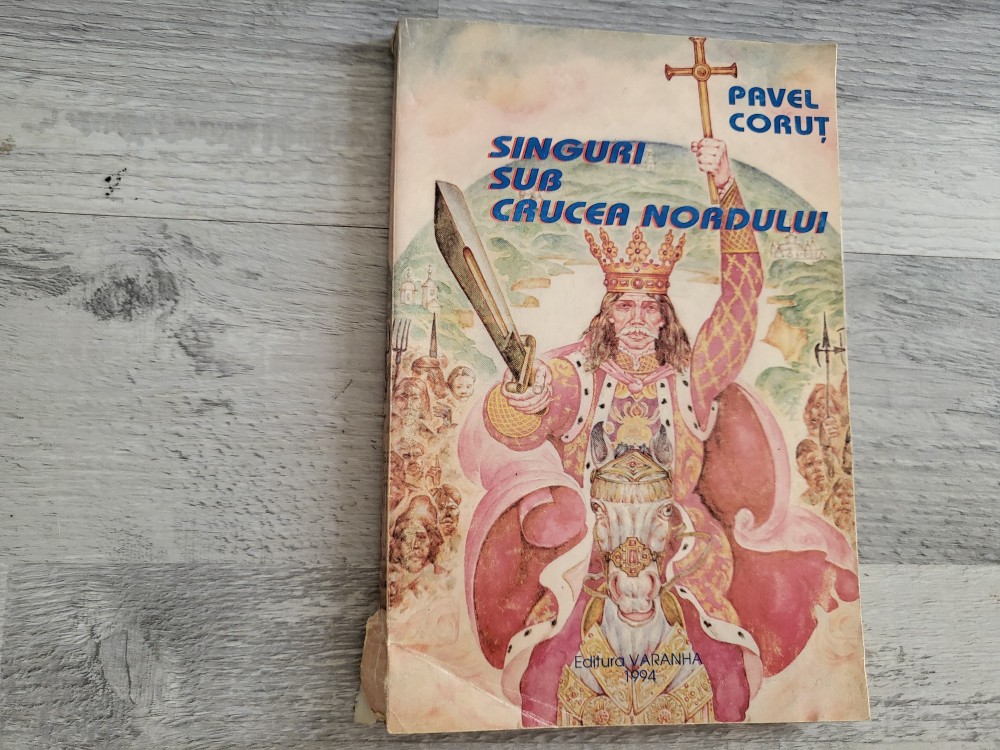 PAVEL
CORUȚ
SINGURI
SUB
CRUCEA NORDULUI
Editura VARANHA
1994